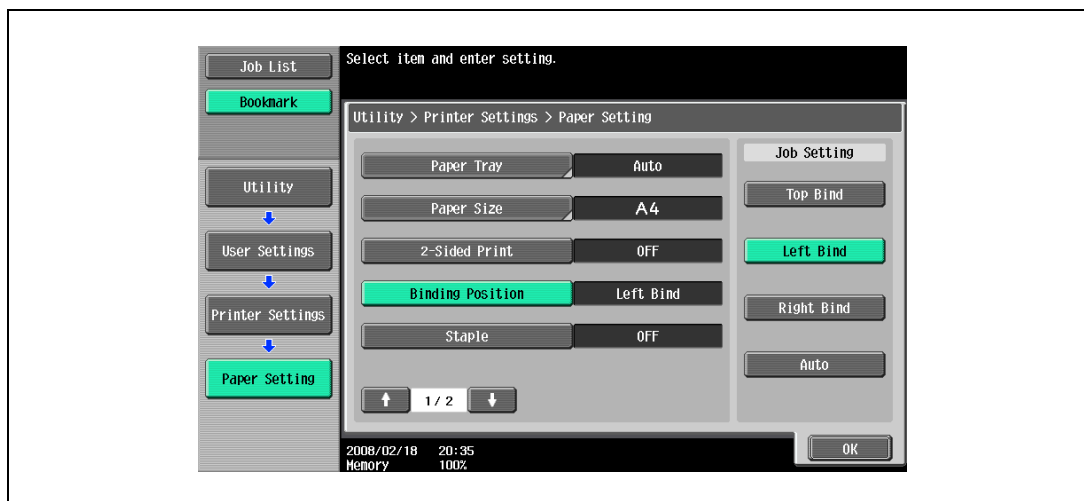 Job List
Bookmark
Select item and enter setting.
Utility > Printer Settings > Paper Setting
Utility
User Settings
Printer Settings
Paper Setting
Paper Tray Auto
Paper Size A4
2-Sided Print OFF
Binding Position Left Bind
Staple OFF
1/2
Job Setting
Top Bind
Left Bind
Right Bind
Auto
2008/02/18 20:35
Memory 100%
OK